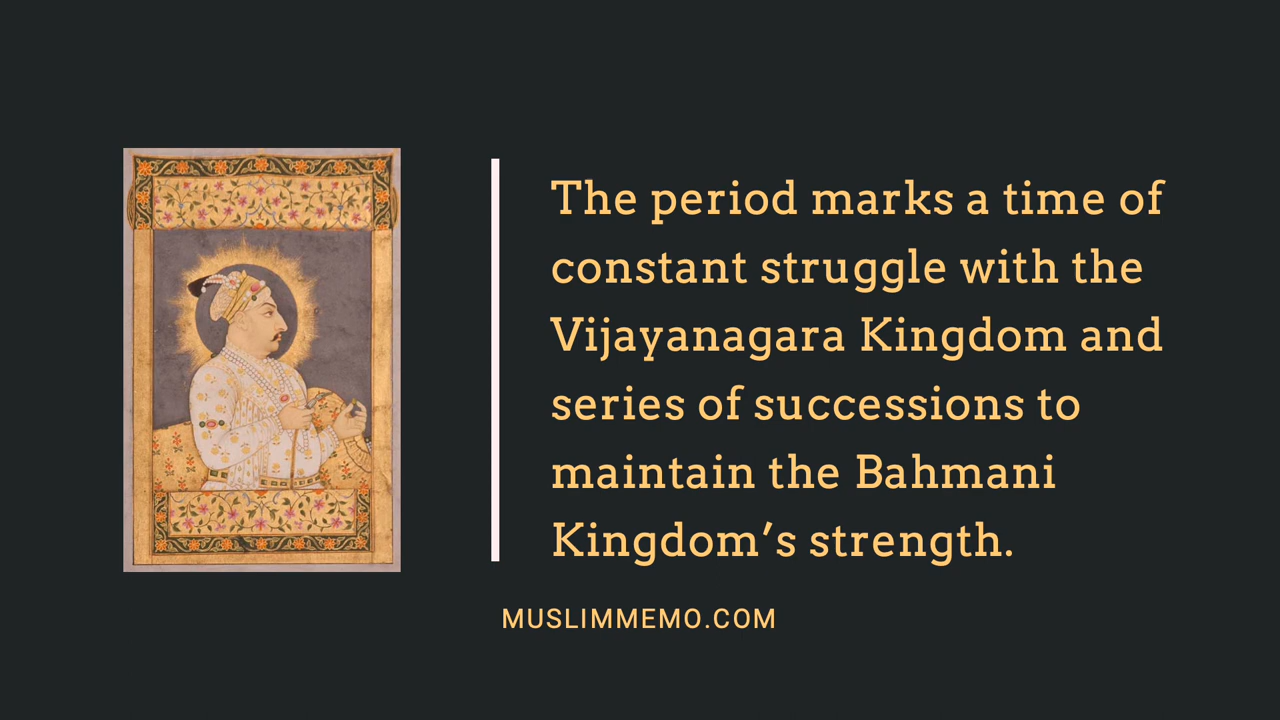 The period marks a time of
constant struggle with the
Vijayanagara Kingdom and
series of successions to
maintain the Bahmani
Kingdom’s strength.
MUSLIMMEMO.COM